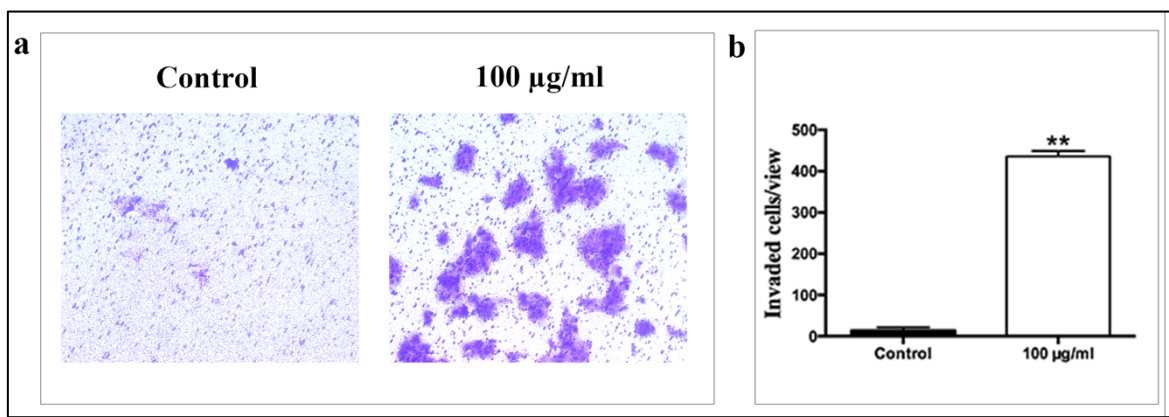 a
Control
100 µg/ml
b
Invaded cells/view
500
400
300
200
100
0
**
Control
100 µg/ml